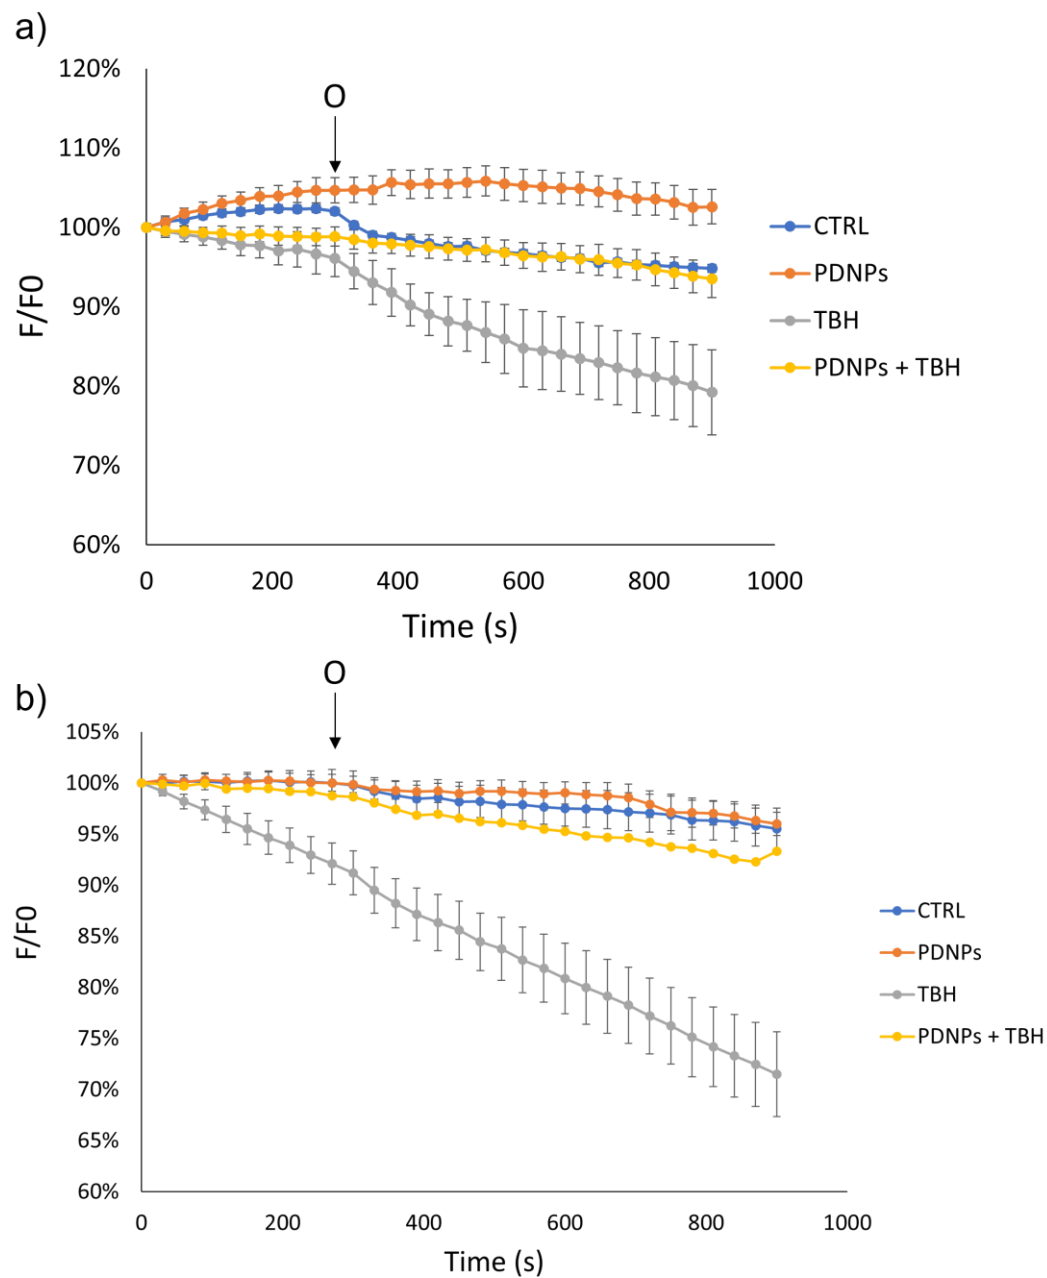 a)
O
120%
110%
100%
90%
80%
70%
60%
F/F0
0 200 400 600 800 1000
Time (s)
CTRL
PDNPs
TBH
PDNPs + TBH
b)
O
105%
100%
95%
90%
85%
80%
75%
70%
65%
60%
F/F0
0 200 400 600 800 1000
Time (s)
CTRL
PDNPs
TBH
PDNPs + TBH